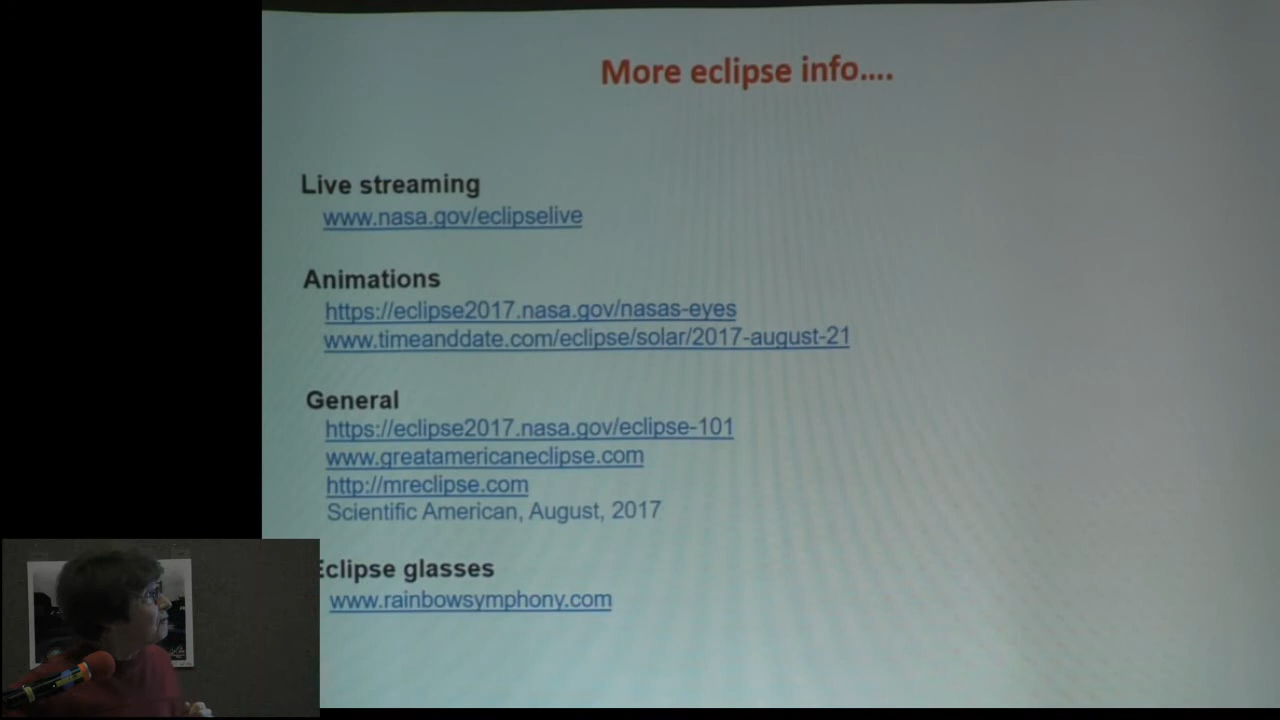 More eclipse info....
Live streaming
www.nasa.gov/eclipselive
Animations
https://eclipse2017.nasa.gov/nasas-eyes
www.timeanddate.com/eclipse/solar/2017-august-21
General
https://eclipse2017.nasa.gov/eclipse-101
www.greatamericaneclipse.com
http://mreclipse.com
Scientific American, August, 2017
Eclipse glasses
www.rainbowsymphony.com